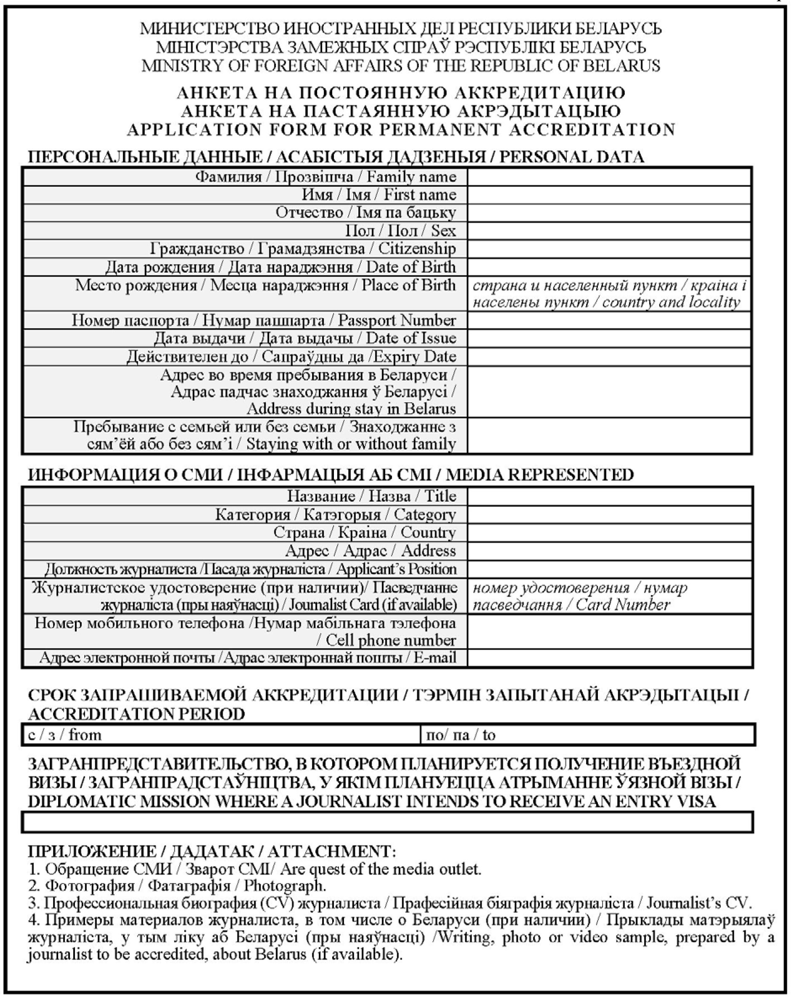 МИНИСТЕРСТВО ИНОСТРАННЫХ ДЕЛ РЕСПУБЛИКИ БЕЛАРУСЬ
МІНІСТЭРСТВА ЗАМЕЖНЫХ СПРАЎ РЭСПУБЛІКІ БЕЛАРУСЬ
MINISTRY OF FOREIGN AFFAIRS OF THE REPUBLIC OF BELARUS
АНКЕТА НА ПОСТОЯННУЮ АККРЕДИТАЦИЮ
АНКЕТА НА ПАСТАЯННУЮ АКРЭДЫТАЦЫЮ
APPLICATION FORM FOR PERMANENT ACCREDITATION
ПЕРСОНАЛЬНЫЕ ДАННЫЕ / АСАБІСТЫЯ ДАДЗЕНЫЯ / PERSONAL DATA
Фамилия / Прозвішча / Family name
Имя / Імя / First name
Отчество / Імя па бацьку
Пол / Пол / Sex
Гражданство / Грамадзянства / Citizenship
Дата рождения / Дата нараджэння / Date of Birth
Место рождения / Месца нараджэння / Place of Birth
страна и населенный пункт / краіна і
населены пункт / country and locality
Номер паспорта / Нумар пашпарта / Passport Number
Дата выдачи / Дата выдачы / Date of Issue
Действителен до / Сапраўдны да /Expiry Date
Адрес во время пребывания в Беларуси /
Адрас падчас знаходжання ў Беларусі /
Address during stay in Belarus
Пребывание с семьей или без семьи / Знаходжанне з
сям’ёй або без сям’і / Staying with or without family
ИНФОРМАЦИЯ О СМИ / ІНФАРМАЦЫЯ АБ СМІ / MEDIA REPRESENTED
Название / Назва / Title
Категория / Катэгорыя / Category
Страна / Краіна / Country
Адрес / Адрас / Address
Должность журналиста /Пасада журналіста / Applicant’s Position
Журналистское удостоверение (при наличии)/ Пасведчанне
журналіста (пры наяўнасці) / Journalist Card (if available)
номер удостоверения / нумар
пасведчання / Card Number
Номер мобильного телефона /Нумар мабільнага тэлефона
/ Cell phone number
Адрес электронной почты /Адрас электроннай пошты / E-mail
СРОК ЗАПРАШИВАЕМОЙ АККРЕДИТАЦИИ / ТЭРМІН ЗАПЫТАНАЙ АКРЭДЫТАЦЫІ /
ACCREDITATION PERIOD
с / з / from
по/ па / to
ЗАГРАНПРЕДСТАВИТЕЛЬСТВО, В КОТОРОМ ПЛАНИРУЕТСЯ ПОЛУЧЕНИЕ ВЪЕЗДНОЙ
ВИЗЫ / ЗАГРАНПРАДСТАЎНІЦТВА, У ЯКІМ ПЛАНУЕЦЦА АТРЫМАННЕ ЎЯЗНОЙ ВІЗЫ /
DIPLOMATIC MISSION WHERE A JOURNALIST INTENDS TO RECEIVE AN ENTRY VISA
ПРИЛОЖЕНИЕ / ДАДАТАК / ATTACHMENT:
1. Обращение СМИ / Зварот СМІ/ Are quest of the media outlet.
2. Фотография / Фатаграфія / Photograph.
3. Профессиональная биография (CV) журналиста / Прафесійная біяграфія журналіста / Journalist’s CV.
4. Примеры материалов журналиста, в том числе о Беларуси (при наличии) / Прыклады матэрыялаў
журналіста, у тым ліку аб Беларусі (пры наяўнасці) /Writing, photo or video sample, prepared by a
journalist to be accredited, about Belarus (if available).